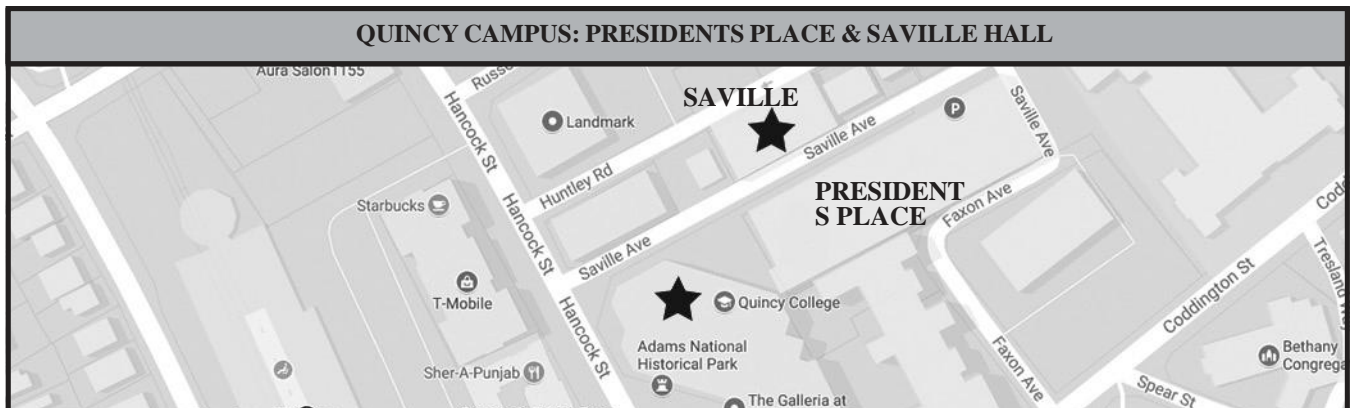 QUINCY CAMPUS: PRESIDENTS PLACE & SAVILLE HALL
Aura Salon1155
Hancock St
SAVILLE
P
Saville Ave
Landmark
Saville Ave
Huntley Rd
PRESIDENT
S PLACE
Starbucks
Hancock St
Faxon Ave
Saville Ave
T-Mobile
Quincy College
Coddington St
Hancock St
Adams National
Historical Park
Sher-A-Punjab
Faxon Ave
Bethany
Spear St
The Galleria at